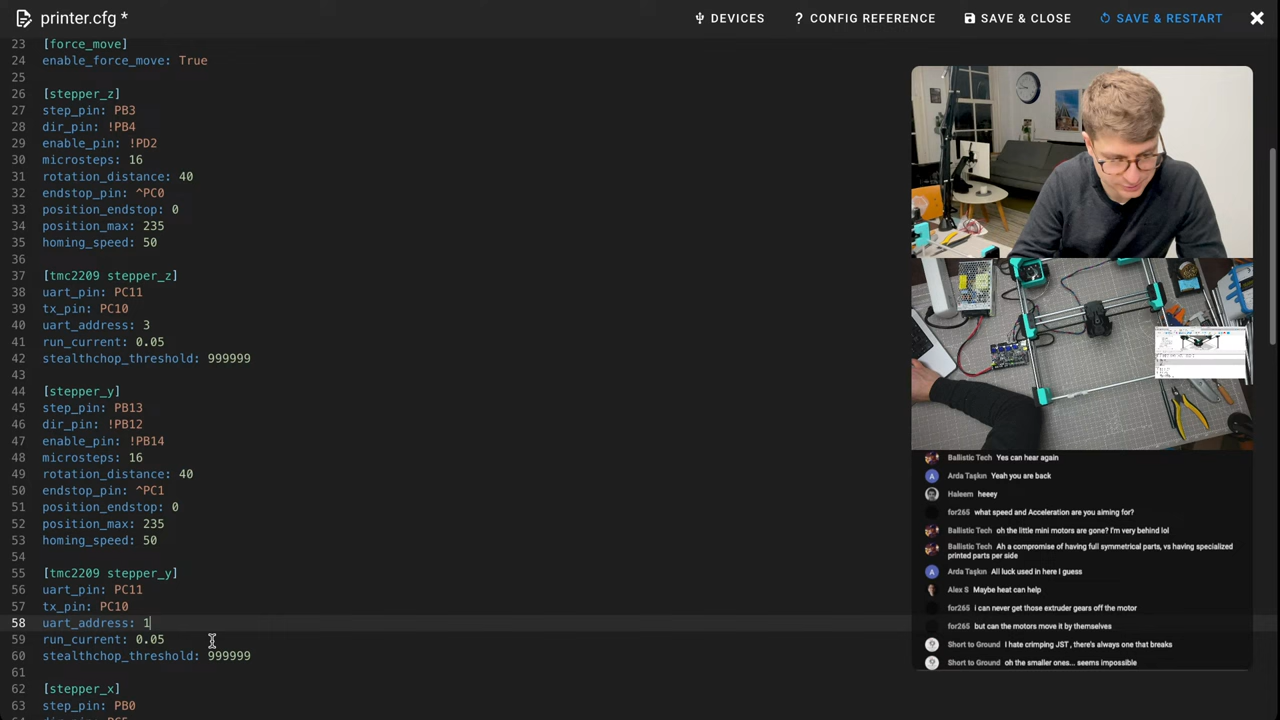 printer.cfg *
DEVICES
? CONFIG REFERENCE
SAVE & CLOSE
SAVE & RESTART
23 [force_move]
24 enable_force_move: True
25
26 [stepper_z]
27 step_pin: PB3
28 dir_pin: !PB4
29 enable_pin: !PD2
30 microsteps: 16
31 rotation_distance: 40
32 endstop_pin: ^PC0
33 position_endstop: 0
34 position_max: 235
35 homing_speed: 50
36
37 [tmc2209 stepper_z]
38 uart_pin: PC11
39 tx_pin: PC10
40 uart_address: 3
41 run_current: 0.05
42 stealthchop_threshold: 999999
43
44 [stepper_y]
45 step_pin: PB13
46 dir_pin: !PB12
47 enable_pin: !PB14
48 microsteps: 16
49 rotation_distance: 40
50 endstop_pin: ^PC1
51 position_endstop: 0
52 position_max: 235
53 homing_speed: 50
54
55 [tmc2209 stepper_y]
56 uart_pin: PC11
57 tx_pin: PC10
58 uart_address: 1
59 run_current: 0.05
60 stealthchop_threshold: 999999
61
62 [stepper_x]
63 step_pin: PB0
Ballistic Tech Yes can hear again
A Arda Taşkın Yeah you are back
Haleem heeey
for265 what speed and Acceleration are you aiming for?
Ballistic Tech oh the little mini motors are gone? I'm very behind lol
Ballistic Tech Ah a compromise of having full symmetrical parts, vs having specialized
printed parts per side
A Arda Taşkın All luck used in here I guess
Alex S Maybe heat can help
for265 i can never get those extruder gears off the motor
for265 but can the motors move it by themselves
Short to Ground I hate crimping JST , there's always one that breaks
Short to Ground oh the smaller ones... seems impossible